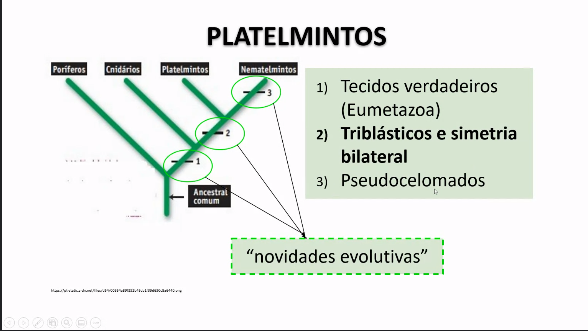 PLATELMINTOS
Poríferos
Cnidários
Platelmintos
Nematelmintos
3
2
1
Ancestral
comum
1) Tecidos verdadeiros
(Eumetazoa)
2) Triblásticos e simetria
bilateral
3) Pseudocelomados
“novidades evolutivas”